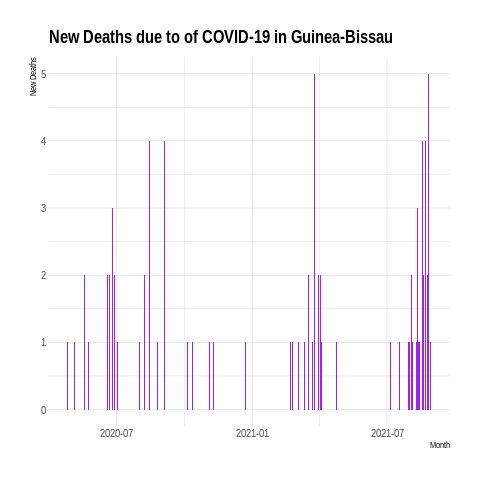 New Deaths due to of COVID-19 in Guinea-Bissau
New Deaths
5
4
3
2
1
0
2020-07 2021-01 2021-07
Month